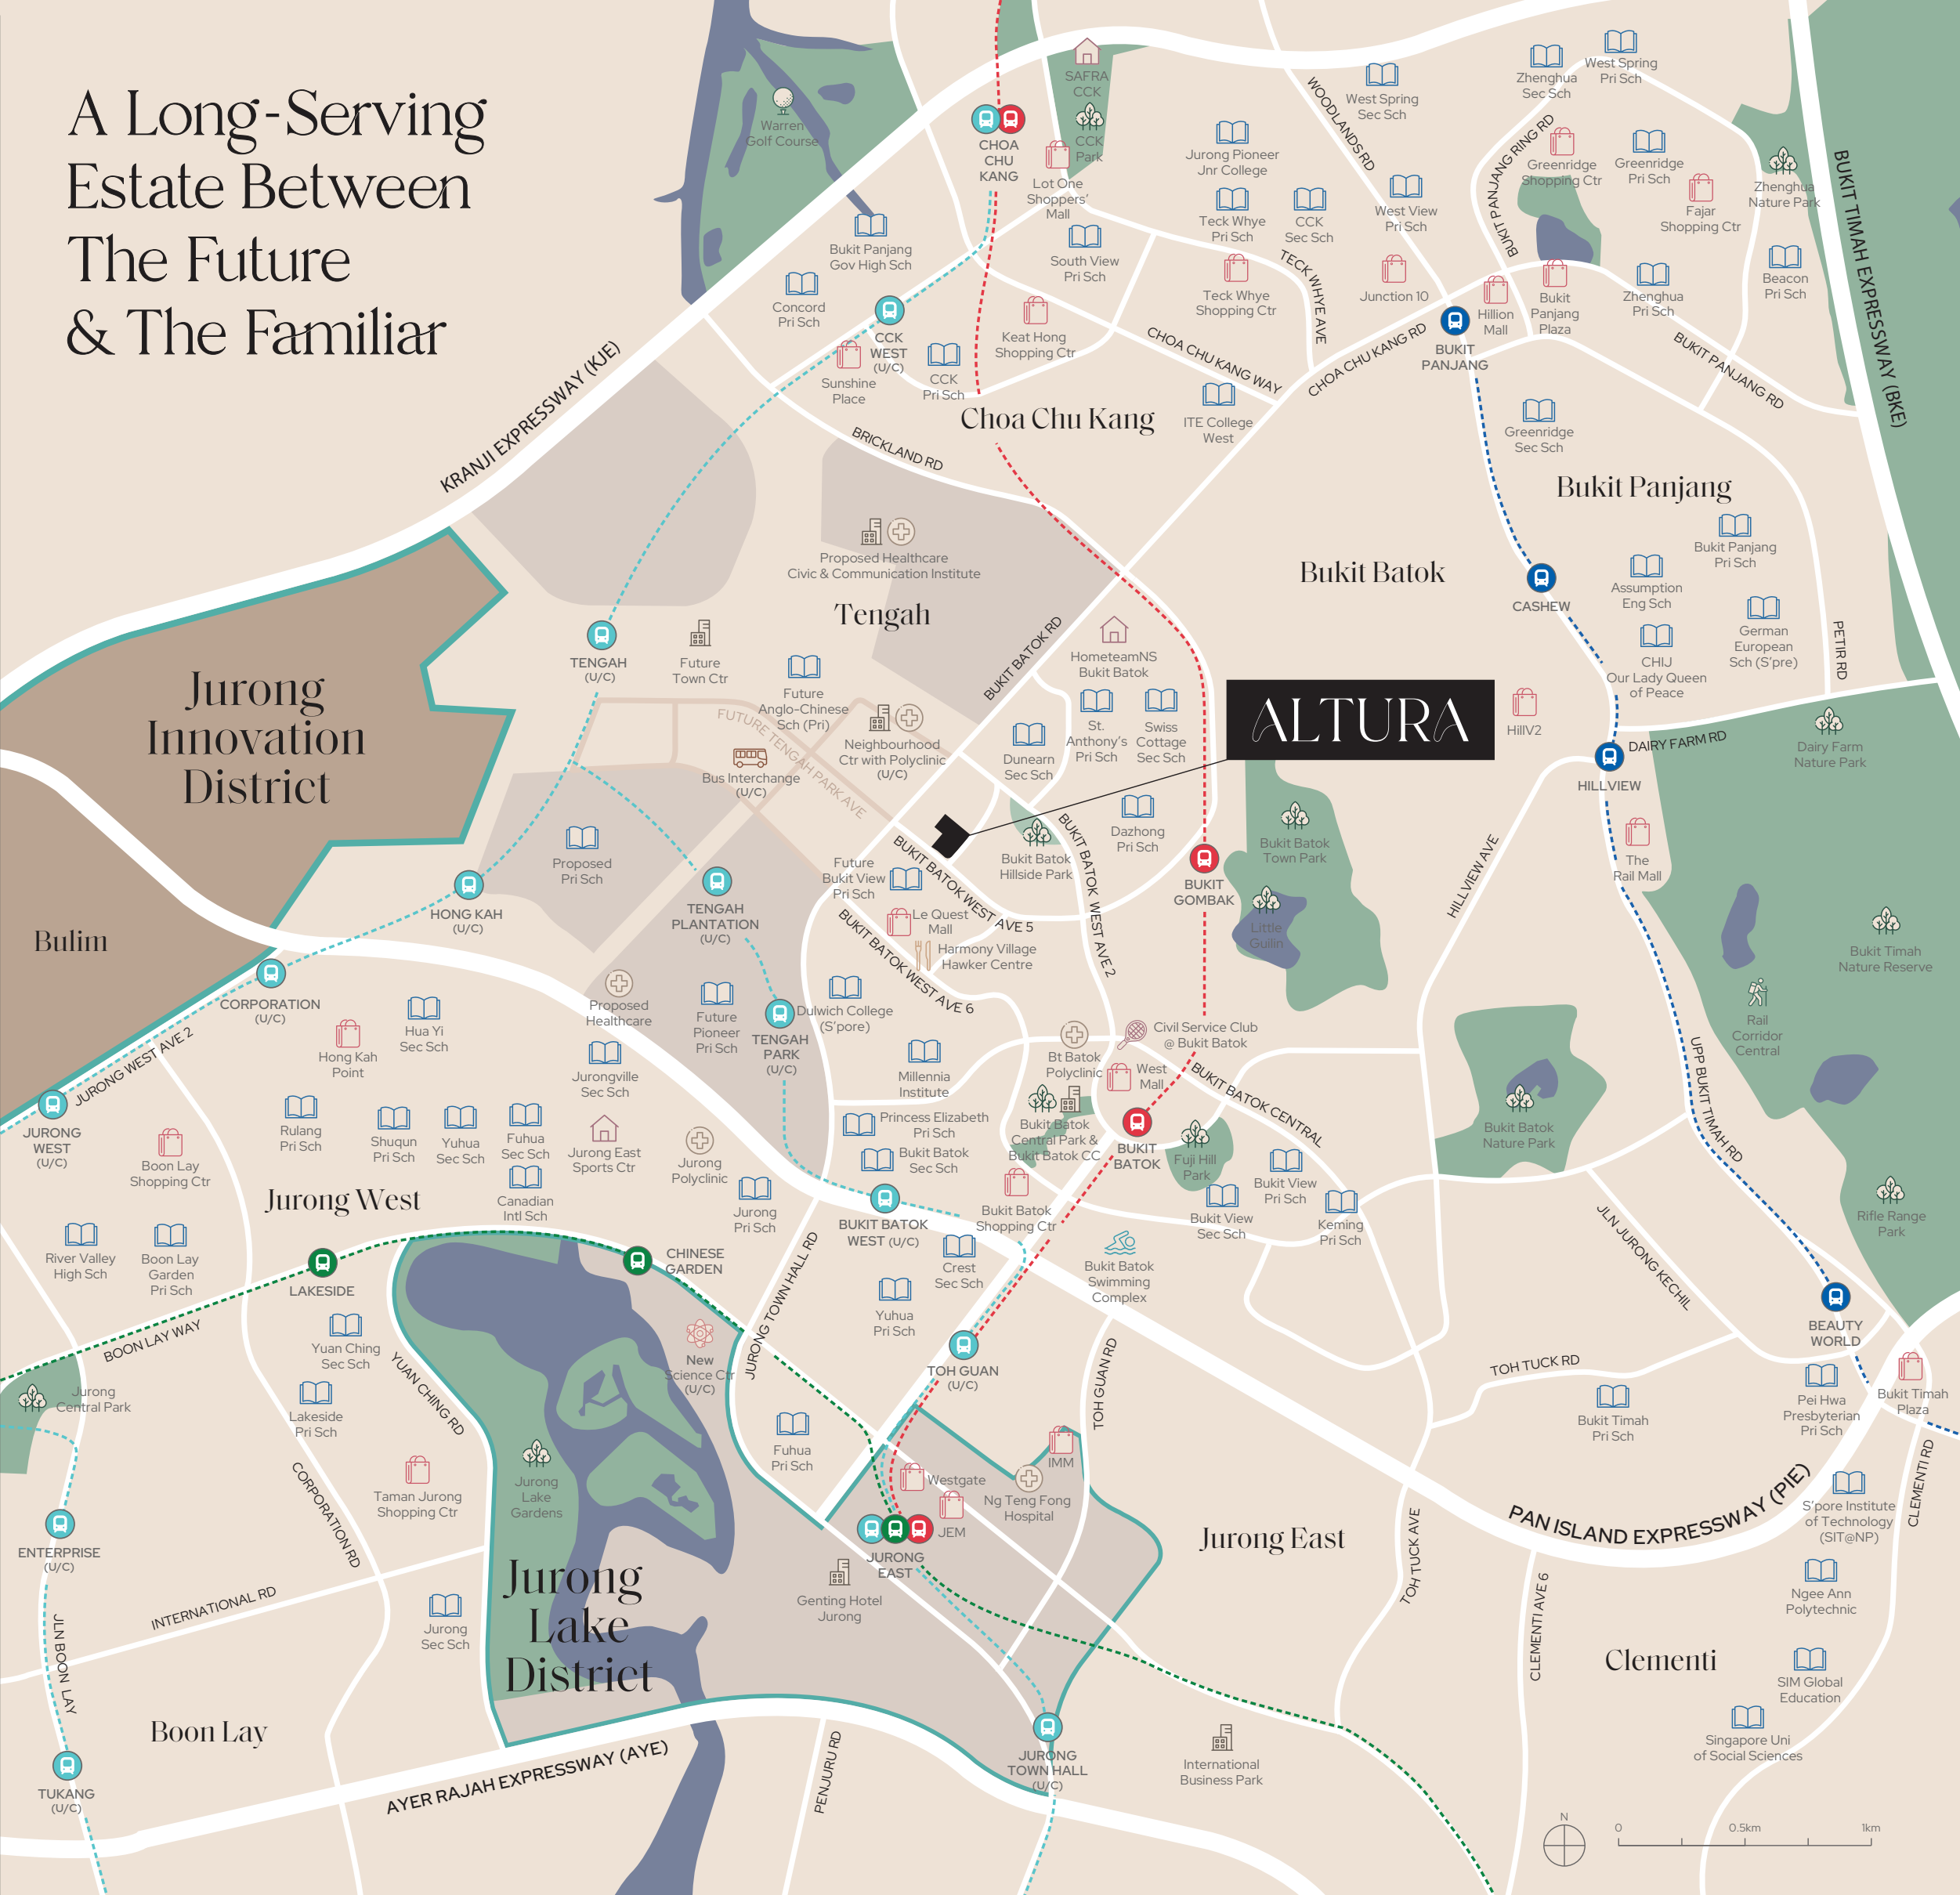 A Long-Serving
Estate Between
The Future
& The Familiar
SAFRA
CCK
CCK
Park
Warren
Golf Course
CHOA
CHU
KANG
Lot One
Shoppers'
Mall
Bukit Panjang
Gov High Sch
South View
Pri Sch
Concord
Pri Sch
CCK
WEST
(U/C)
Sunshine
Place
CCK
Pri Sch
Keat Hong
Shopping Ctr
Jurong Pioneer
Jnr College
Teck Whye
Pri Sch
CCK
Sec Sch
Teck Whye
Shopping Ctr
TECK WHYE AVE
WOODLANDS RD
West Spring
Sec Sch
West View
Pri Sch
Junction 10
Zhenghua
Sec Sch
West Spring
Pri Sch
BUKIT PANJANG RING RD
Greenridge
Shopping Ctr
Greenridge
Pri Sch
Fajar
Shopping Ctr
Zhenghua
Nature Park
BUKIT TIMAH EXPRESSWAY (BKE)
Beacon
Pri Sch
Zhenghua
Pri Sch
Hillion
Mall
Bukit
Panjang
Plaza
BUKIT
PANJANG
BUKIT PANJANG RD
CHOA CHU KANG WAY
CHOA CHU KANG RD
ITE College
West
Greenridge
Sec Sch
KRANJI EXPRESSWAY (KJE)
BRICKLAND RD
Choa Chu Kang
Bukit Panjang
Bukit Panjang
Pri Sch
Assumption
Eng Sch
German
European
Sch (S'pre)
CHIJ
Our Lady Queen
of Peace
PETIR RD
CASHEW
Bukit Batok
Proposed Healthcare
Civic & Communication Institute
Tengah
BUKIT BATOK RD
HometeamNS
Bukit Batok
TENGAH
(U/C)
Future
Town Ctr
Future
Anglo-Chinese
Sch (Pri)
FUTURE TENGAH PARK AVE
Neighbourhood
Ctr with Polyclinic
(U/C)
Bus Interchange
(U/C)
Dunearn
Sec Sch
St.
Anthony's
Pri Sch
Swiss
Cottage
Sec Sch
ALTURA
HillV2
DAIRY FARM RD
Dairy Farm
Nature Park
HILLVIEW
Jurong
Innovation
District
Bulim
Proposed
Pri Sch
HONG KAH
(U/C)
TENGAH
PLANTATION
(U/C)
Future
Bukit View
Pri Sch
BUKIT BATOK WEST AVE 5
Bukit Batok
Hillside Park
Dazhong
Pri Sch
BUKIT BATOK WEST AVE 2
BUKIT
GOMBAK
Bukit Batok
Town Park
Little
Guilin
HILLVIEW AVE
The
Rail Mall
Bukit Timah
Nature Reserve
Rail
Corridor
Central
Le Quest
Mall
Harmony Village
Hawker Centre
BUKIT BATOK WEST AVE 6
CORPORATION
(U/C)
Hong Kah
Point
Hua Yi
Sec Sch
Proposed
Healthcare
Future
Pioneer
Pri Sch
TENGAH
PARK
(U/C)
Dulwich College
(S'pore)
Jurongville
Sec Sch
Millennia
Institute
Bt Batok
Polyclinic
Civil Service Club
@ Bukit Batok
West
Mall
BUKIT BATOK CENTRAL
UPP BUKIT TIMAH RD
JURONG WEST AVE 2
JURONG
WEST
(U/C)
Boon Lay
Shopping Ctr
Rulang
Pri Sch
Shuqun
Pri Sch
Yuhua
Sec Sch
Fuhua
Sec Sch
Canadian
Intl Sch
Jurong East
Sports Ctr
Jurong
Polyclinic
Jurong
Pri Sch
Princess Elizabeth
Pri Sch
Bukit Batok
Sec Sch
Bukit Batok
Central Park &
Bukit Batok CC
BUKIT
BATOK
Fuji Hill
Park
Bukit View
Pri Sch
Bukit View
Sec Sch
Keming
Pri Sch
Bukit Batok
Nature Park
Rifle Range
Park
Jurong West
BUKIT BATOK
WEST (U/C)
Bukit Batok
Shopping Ctr
Crest
Sec Sch
Bukit Batok
Swimming
Complex
JLN JURONG KECHIL
River Valley
High Sch
Boon Lay
Garden
Pri Sch
LAKESIDE
CHINESE
GARDEN
JURONG TOWN HALL RD
Yuhua
Pri Sch
BEAUTY
WORLD
BOON LAY WAY
Yuan Ching
Sec Sch
YUAN CHING RD
New
Science Ctr
(U/C)
TOH GUAN
(U/C)
TOH GUAN RD
TOH TUCK RD
Jurong
Central Park
Lakeside
Pri Sch
Bukit Timah
Pri Sch
Pei Hwa
Presbyterian
Pri Sch
Bukit Timah
Plaza
CLEMENTI RD
Taman Jurong
Shopping Ctr
CORPORATION RD
Jurong
Lake
Gardens
Fuhua
Pri Sch
Westgate
JEM
IMM
Ng Teng Fong
Hospital
JURONG
EAST
Jurong East
PAN ISLAND EXPRESSWAY (PIE)
S'pore Institute
of Technology
(SIT@NP)
ENTERPRISE
(U/C)
INTERNATIONAL RD
Jurong
Sec Sch
Jurong
Lake
District
Genting Hotel
Jurong
TOH TUCK AVE
CLEMENTI AVE 6
Ngee Ann
Polytechnic
Clementi
SIM Global
Education
Singapore Uni
of Social Sciences
JLN BOON LAY
Boon Lay
TUKANG
(U/C)
AYER RAJAH EXPRESSWAY (AYE)
PENJURU RD
JURONG
TOWN HALL
(U/C)
International
Business Park
N
0
0.5km
1km